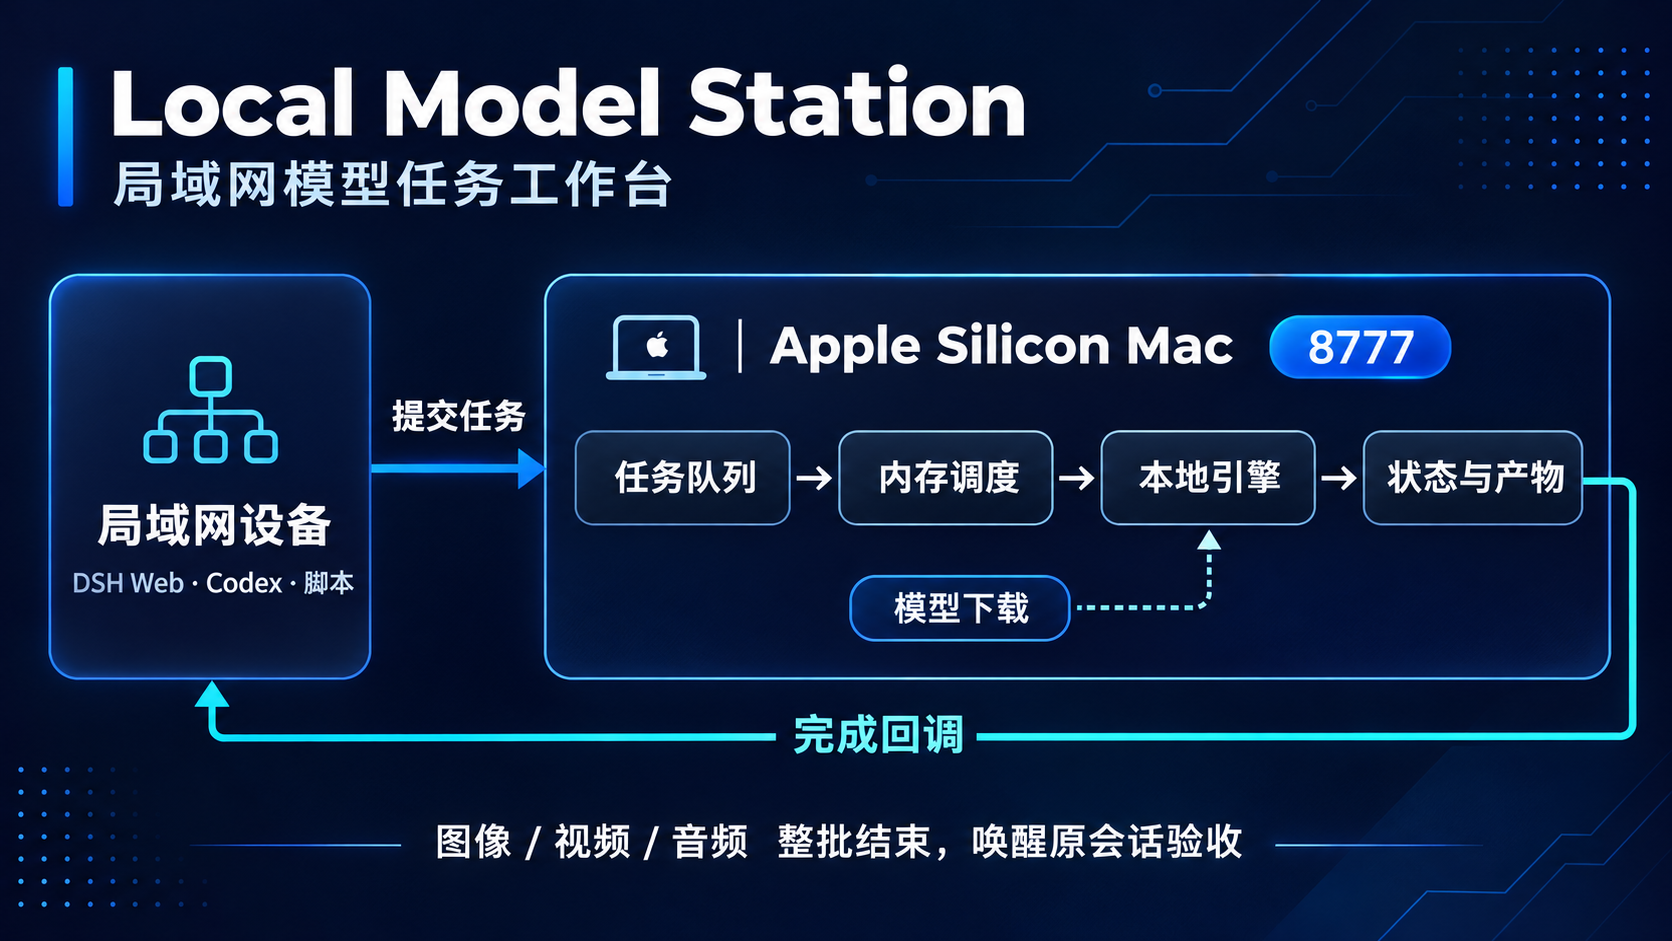 Local Model Station
局域网模型任务工作台
局域网设备
DSH Web · Codex · 脚本
提交任务
Apple Silicon Mac
8777
任务队列
内存调度
本地引擎
状态与产物
模型下载
完成回调
图像 / 视频 / 音频 整批结束，唤醒原会话验收